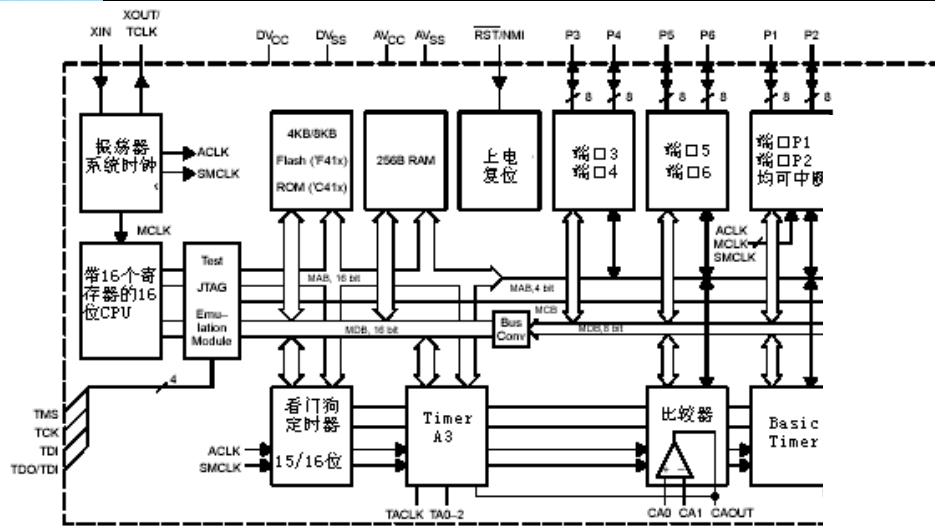 XIN
XOUT/
TCLK
DVCC
DVSS
AVCC
AVSS
RST/NMI
P3
P4
P5
P6
P1
P2
8
8
8
8
8
8
振荡器
系统时钟
ACLK
SMCLK
4KB/8KB
Flash ('F41x)
ROM ('C41x)
256B RAM
上电
复位
端口3
端口4
端口5
端口6
端口P1
端口P2
均可中断
MCLK
ACLK
MCLK
SMCLK
带16个寄
存器的16
位CPU
Test
JTAG
Emu–
lation
Module
MAB, 16 bit
MAB,4 bit
MCB
MDB, 16 bit
Bus
Conv
MDB,8 bit
4
TMS
TCK
TDI
TDO/TDI
看门狗
定时器
15/16位
ACLK
SMCLK
Timer
A3
比较器
Basic
Timer
TACLK
TA0–2
CA0
CA1
CAOUT